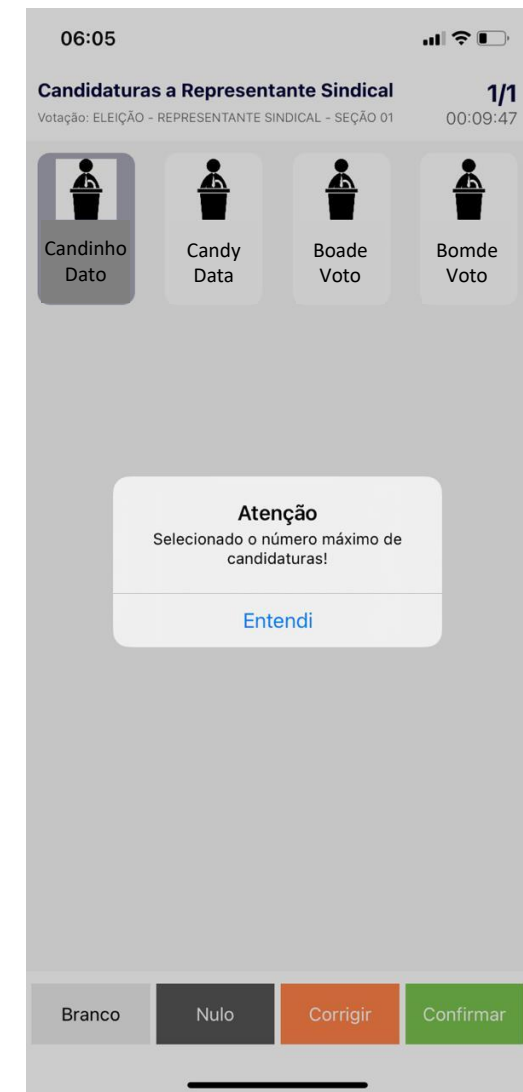 06:05
Candidaturas a Representante Sindical
1/1
Votação: ELEIÇÃO - REPRESENTANTE SINDICAL - SEÇÃO 01
00:09:47
Candinho
Dato
Candy
Data
Boade
Voto
Bomde
Voto
Atenção
Selecionado o número máximo de
candidaturas!
Entendi
Branco
Nulo
Corrigir
Confirmar